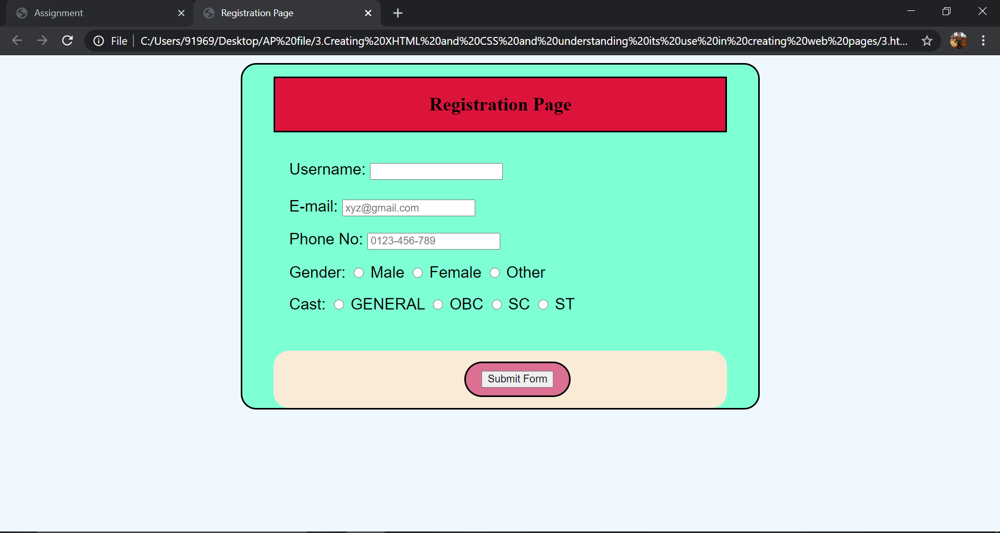 Assignment
Registration Page
File C:/Users/91969/Desktop/AP%20file/3.Creating%20XHTML%20and%20CSS%20and%20understanding%20its%20use%20in%20creating%20web%20pages/3.ht...
Registration Page
Username:
E-mail: xyz@gmail.com
Phone No: 0123-456-789
Gender: Male Female Other
Cast: GENERAL OBC SC ST
Submit Form